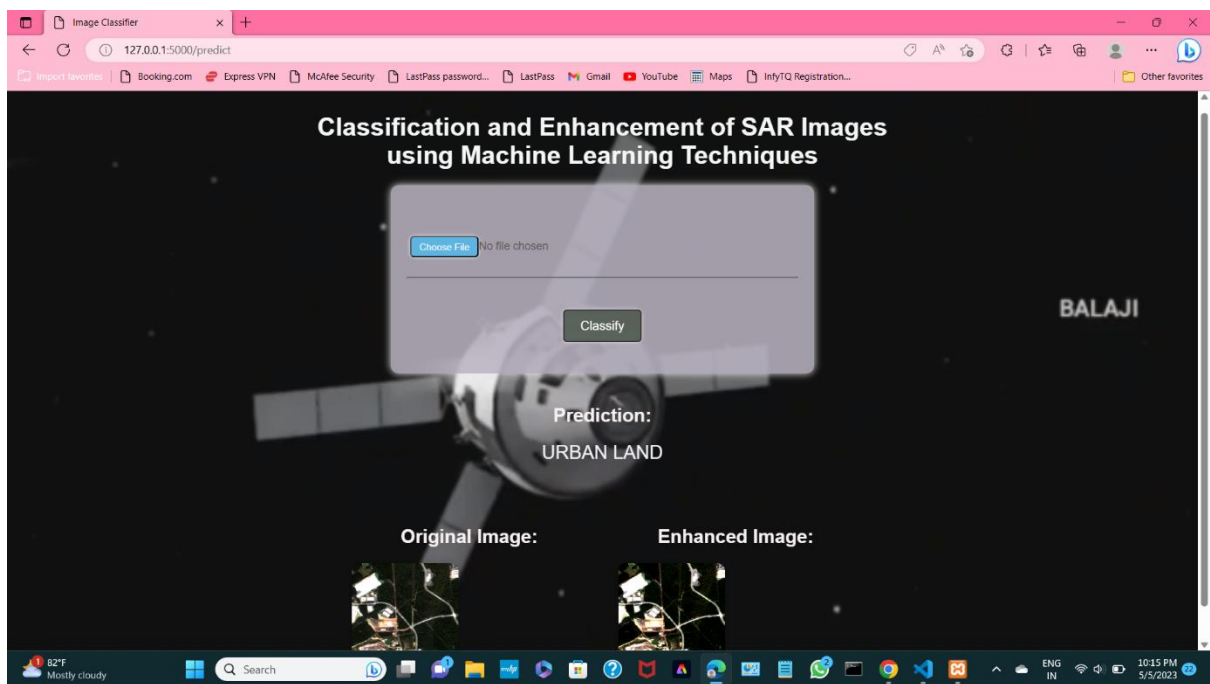 Image Classifier
127.0.0.1:5000/predict
Import favorites
Booking.com
Express VPN
McAfee Security
LastPass password...
LastPass
Gmail
YouTube
Maps
InfyTQ Registration...
Other favorites
Classification and Enhancement of SAR Images
using Machine Learning Techniques
Choose File No file chosen
Classify
BALAJI
Prediction:
URBAN LAND
Original Image:
Enhanced Image:
1
82°F
Mostly cloudy
Search
ENG
IN
10:15 PM
5/5/2023
22